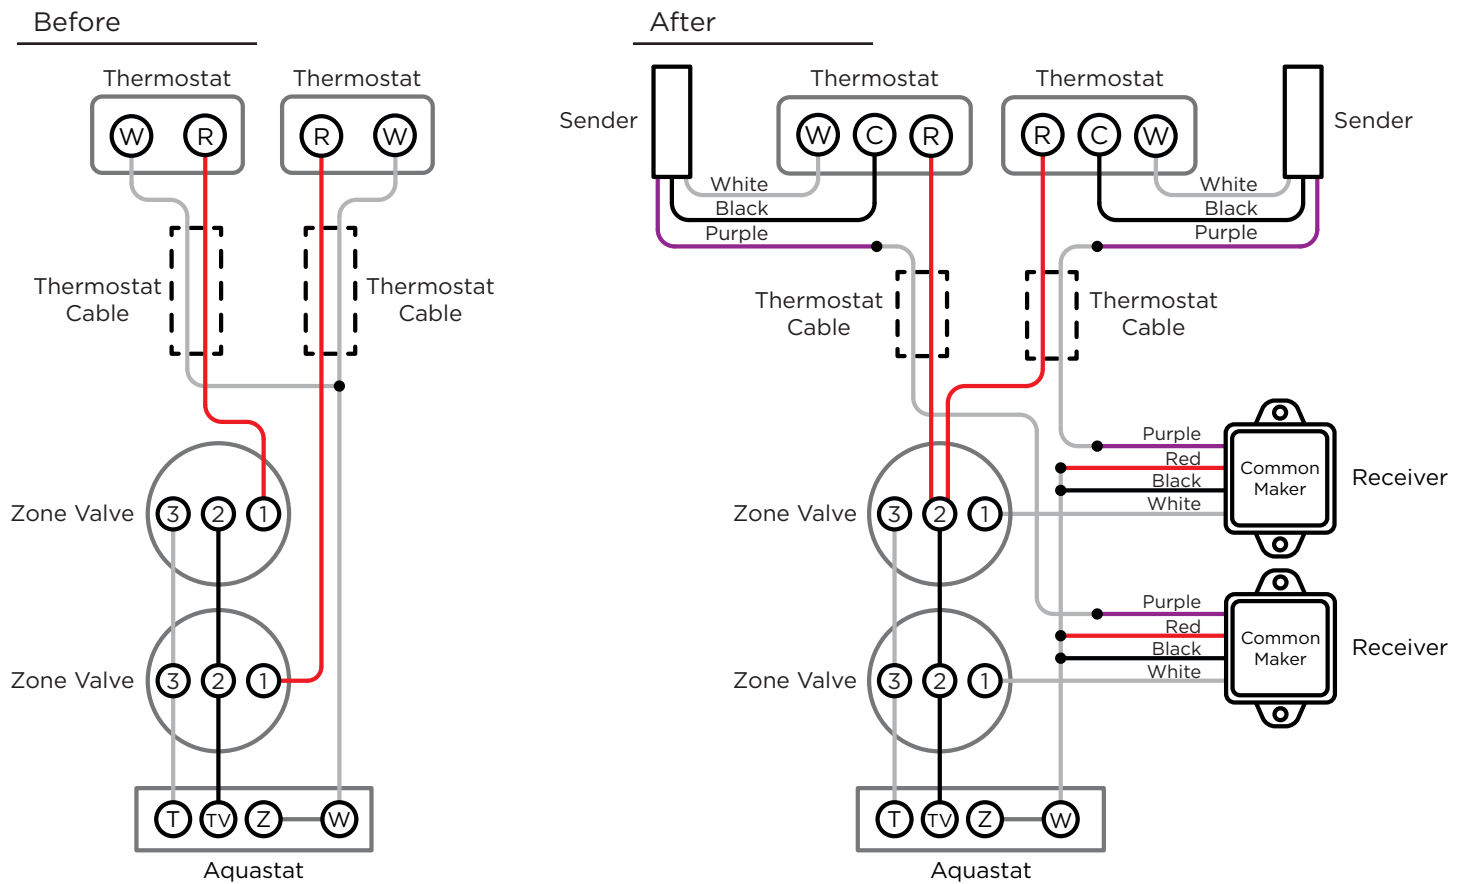 Before
Thermostat
Thermostat
W
R
R
W
Thermostat
Cable
Thermostat
Cable
Zone Valve
3
2
1
Zone Valve
3
2
1
T
TV
Z
W
Aquastat
After
Sender
Thermostat
Thermostat
Sender
W
C
R
R
C
W
White
Black
Purple
White
Black
Purple
Thermostat
Cable
Thermostat
Cable
Zone Valve
3
2
1
Purple
Red
Black
White
Common
Maker
Receiver
Zone Valve
3
2
1
Purple
Red
Black
White
Common
Maker
Receiver
T
TV
Z
W
Aquastat